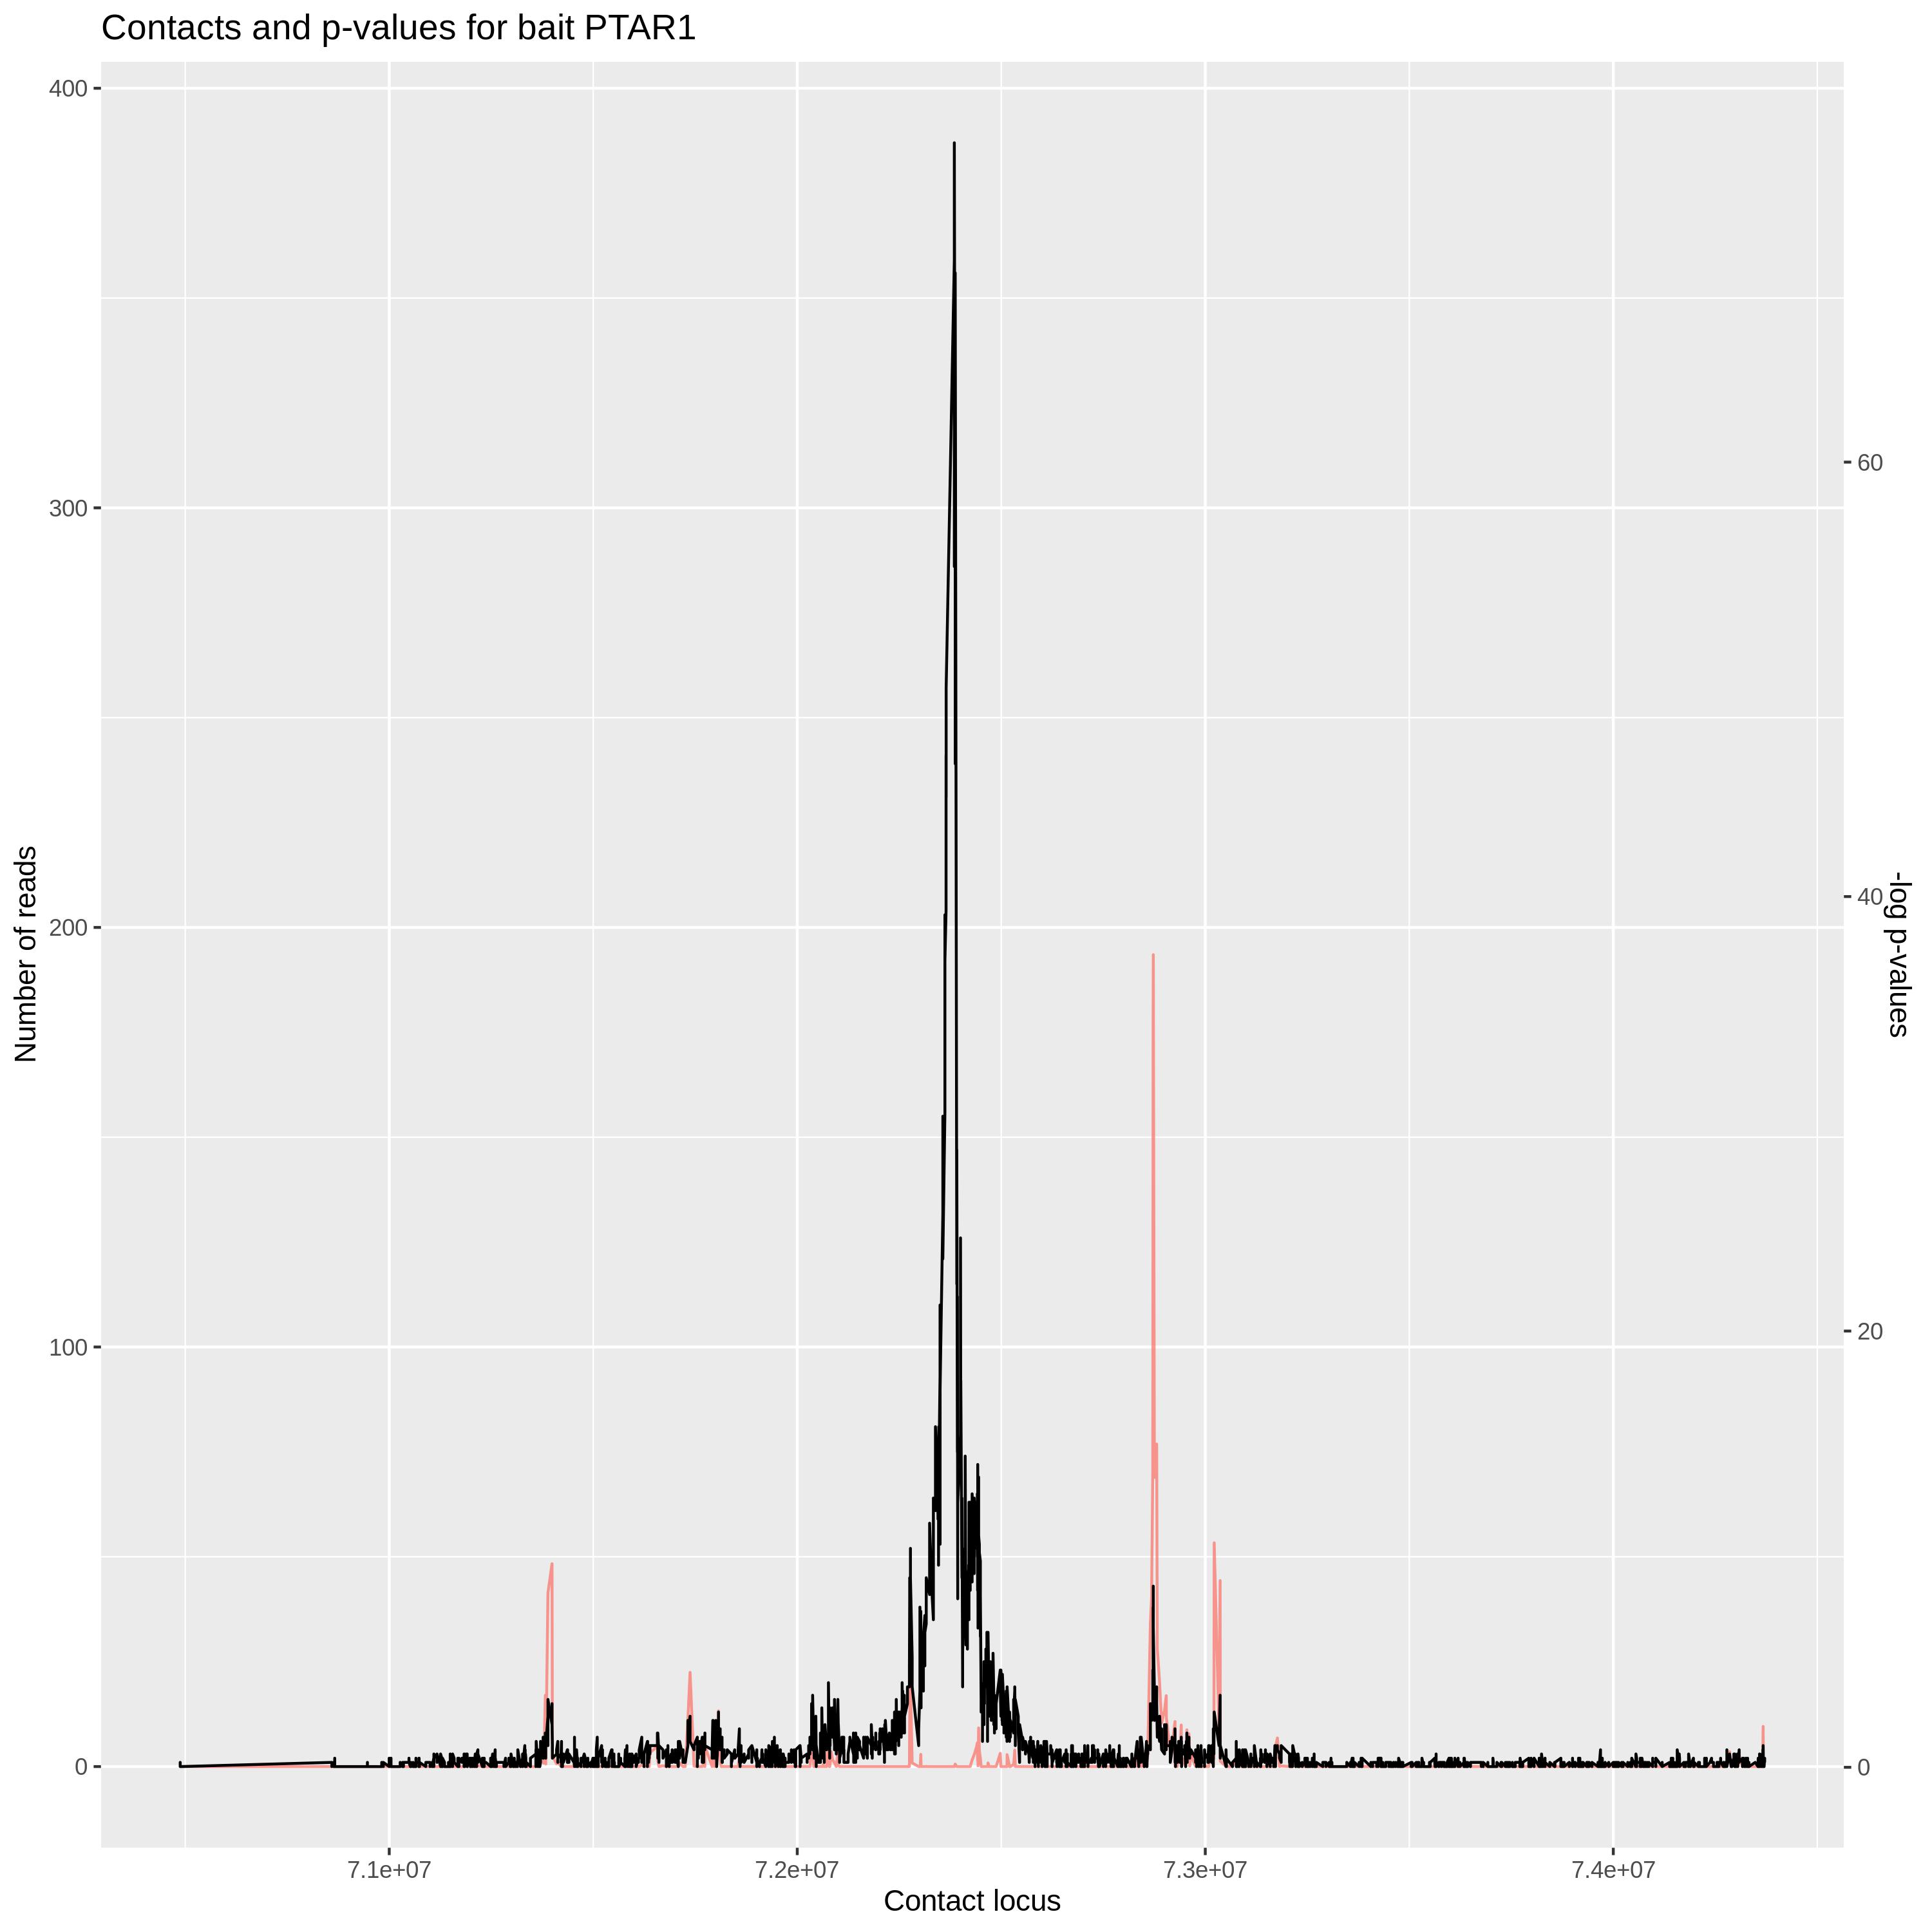 Contacts and p-values for bait PTAR1
400
300
200
100
0
Number of reads
60
40
20
0
-log p-values
7.1e+07
7.2e+07
7.3e+07
7.4e+07
Contact locus